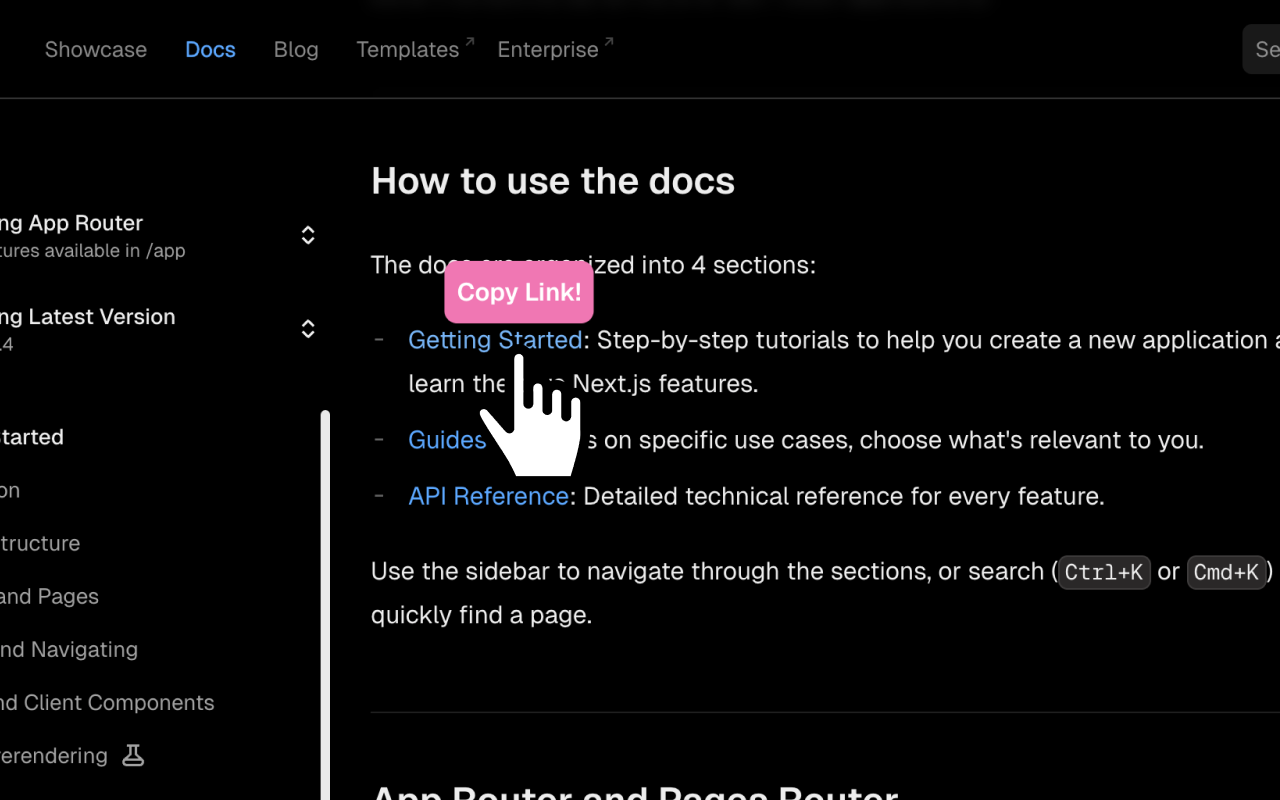 Showcase Docs Blog Templates Enterprise Se
How to use the docs
ng App Router
tures available in /app
The docs are organized into 4 sections:
Copy Link!
ng Latest Version
.4
- Getting Started: Step-by-step tutorials to help you create a new application a
learn the Next.js features.
- Guides s on specific use cases, choose what's relevant to you.
- API Reference: Detailed technical reference for every feature.
tarted
on
tructure
and Pages
nd Navigating
nd Client Components
erendering
Use the sidebar to navigate through the sections, or search (Ctrl+K or Cmd+K)
quickly find a page.
App Router and Pages Router